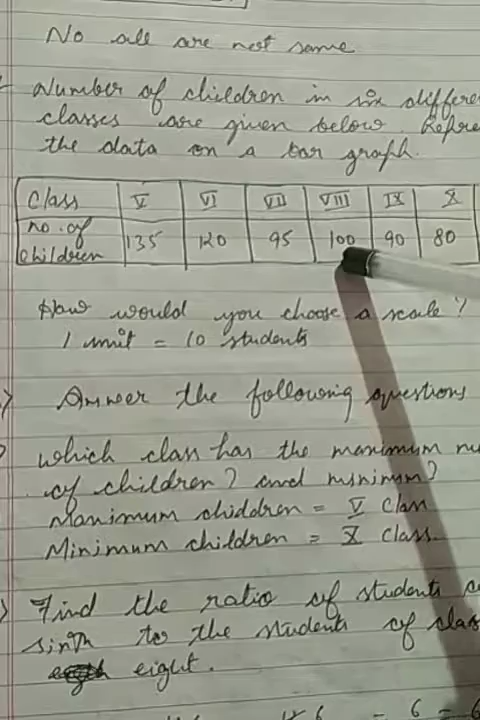 No all are not same
Number of children in six differe
classes are given below. Repre
the data on a bar graph.
Class V VI VII VIII IX X
no. of children 135 120 95 100 90 80
How would you choose a scale?
1 unit = 10 students
Answer the following questions
which class has the maximum nu
of children? and minimum?
Maximum chidren = V Class
Minimum children = X Class.
Find the ratio of students
sixth to the students of clas
eight.
6 = 6